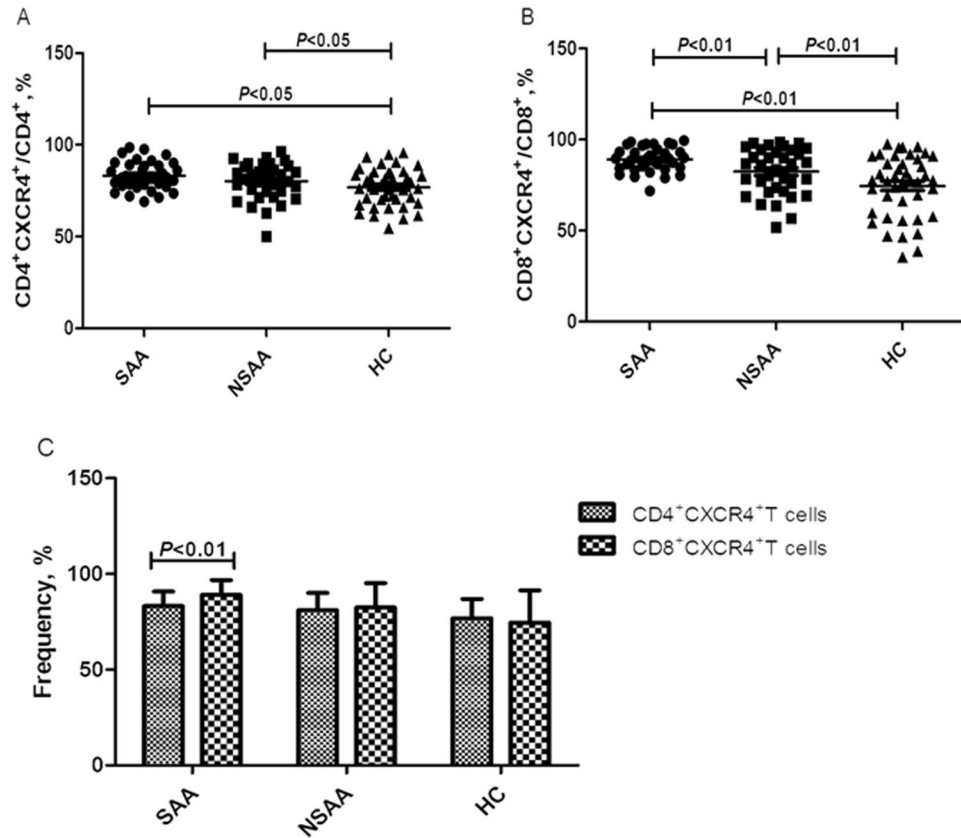 A
P<0.05
P<0.05
CD4⁺CXCR4⁺/CD4⁺, %
150
100
50
0
SAA
NSAA
HC
B
P<0.01
P<0.01
P<0.01
CD8⁺CXCR4⁺/CD8⁺, %
150
100
50
0
SAA
NSAA
HC
C
P<0.01
Frequency, %
150
100
50
0
SAA
NSAA
HC
CD4⁺CXCR4⁺T cells
CD8⁺CXCR4⁺T cells